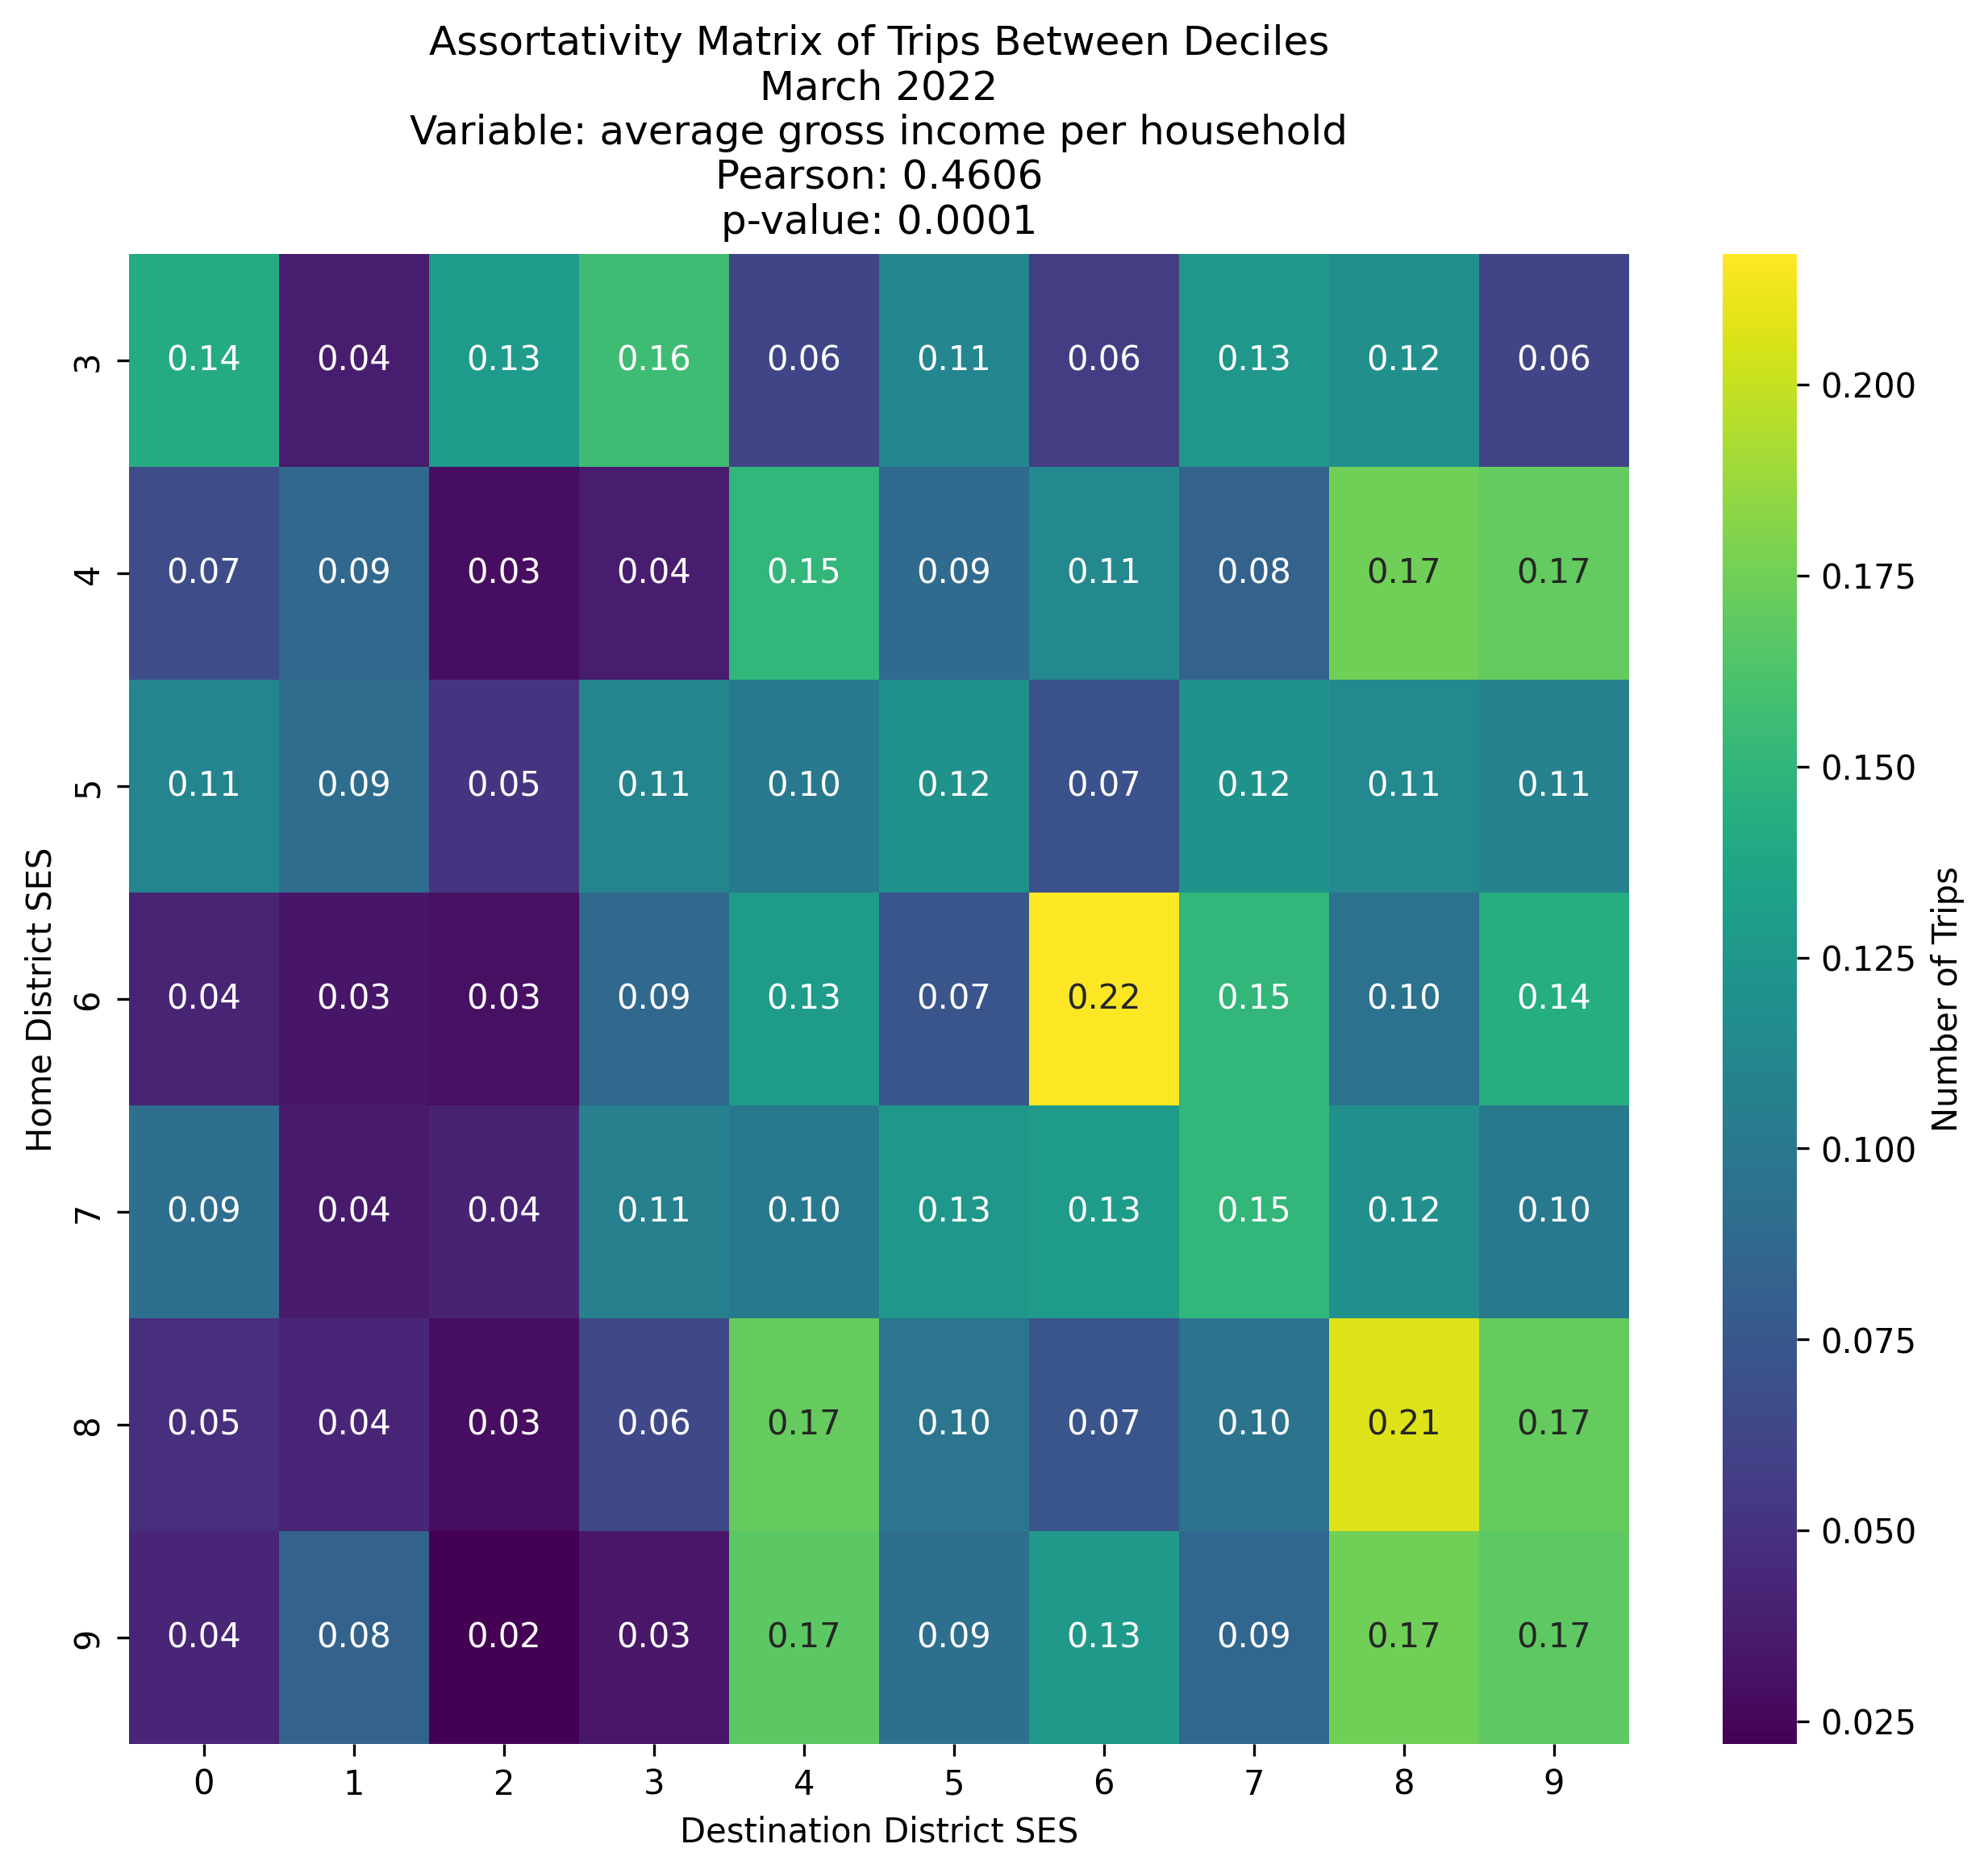 Assortativity Matrix of Trips Between Deciles
March 2022
Variable: average gross income per household
Pearson: 0.4606
p-value: 0.0001
3 0.14 0.04 0.13 0.16 0.06 0.11 0.06 0.13 0.12 0.06
4 0.07 0.09 0.03 0.04 0.15 0.09 0.11 0.08 0.17 0.17
5 0.11 0.09 0.05 0.11 0.10 0.12 0.07 0.12 0.11 0.11
6 0.04 0.03 0.03 0.09 0.13 0.07 0.22 0.15 0.10 0.14
7 0.09 0.04 0.04 0.11 0.10 0.13 0.13 0.15 0.12 0.10
8 0.05 0.04 0.03 0.06 0.17 0.10 0.07 0.10 0.21 0.17
9 0.04 0.08 0.02 0.03 0.17 0.09 0.13 0.09 0.17 0.17
0 1 2 3 4 5 6 7 8 9
Destination District SES
Home District SES
0.200
0.175
0.150
0.125
0.100
0.075
0.050
0.025
Number of Trips